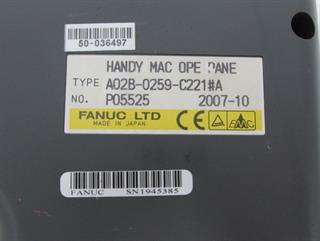 50-036497
HANDY MAC OPE PANE
TYPE A02B-0259-C221#A
NO. P05525 2007-10
FANUC LTD
MADE IN JAPAN
FANUC SN1945385